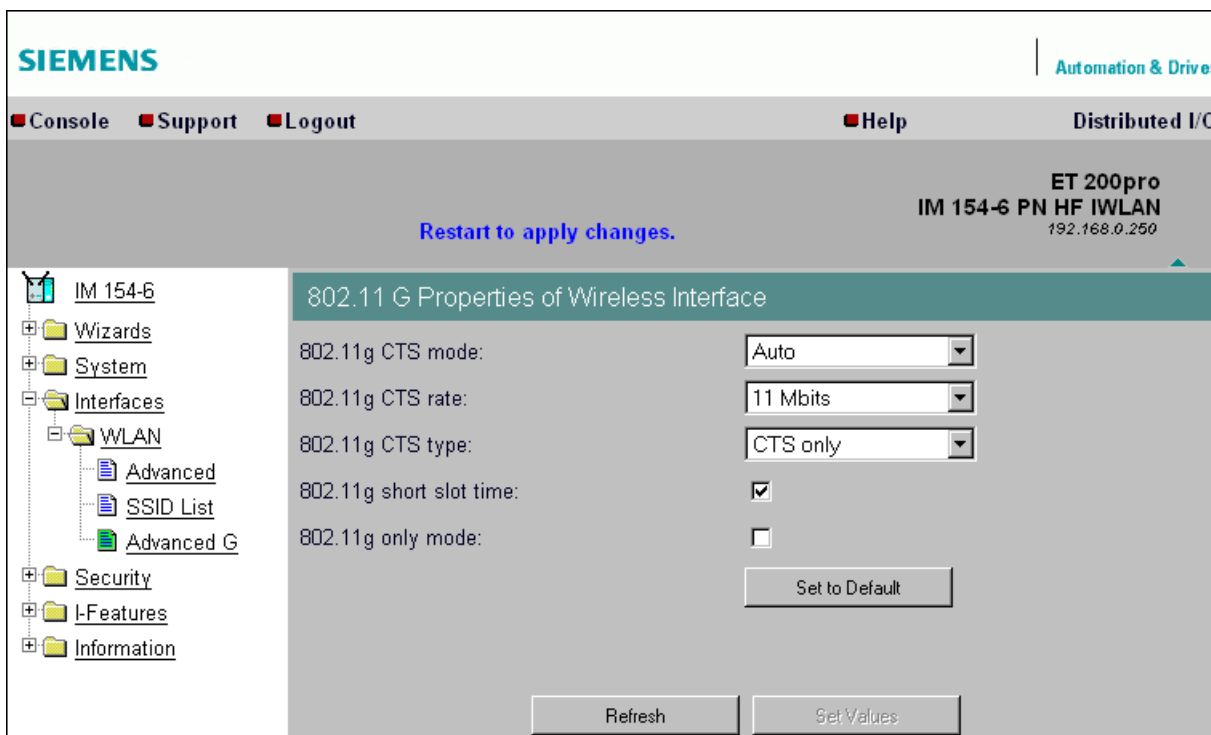 SIEMENS
Automation & Drive
Console Support Logout Help Distributed I/O
ET 200pro
IM 154-6 PN HF IWLAN
Restart to apply changes.
192.168.0.250
IM 154-6
Wizards
System
Interfaces
WLAN
Advanced
SSID List
Advanced G
Security
I-Features
Information
802.11 G Properties of Wireless Interface
802.11g CTS mode: Auto
802.11g CTS rate: 11 Mbits
802.11g CTS type: CTS only
802.11g short slot time:
802.11g only mode:
Set to Default
Refresh Set Values